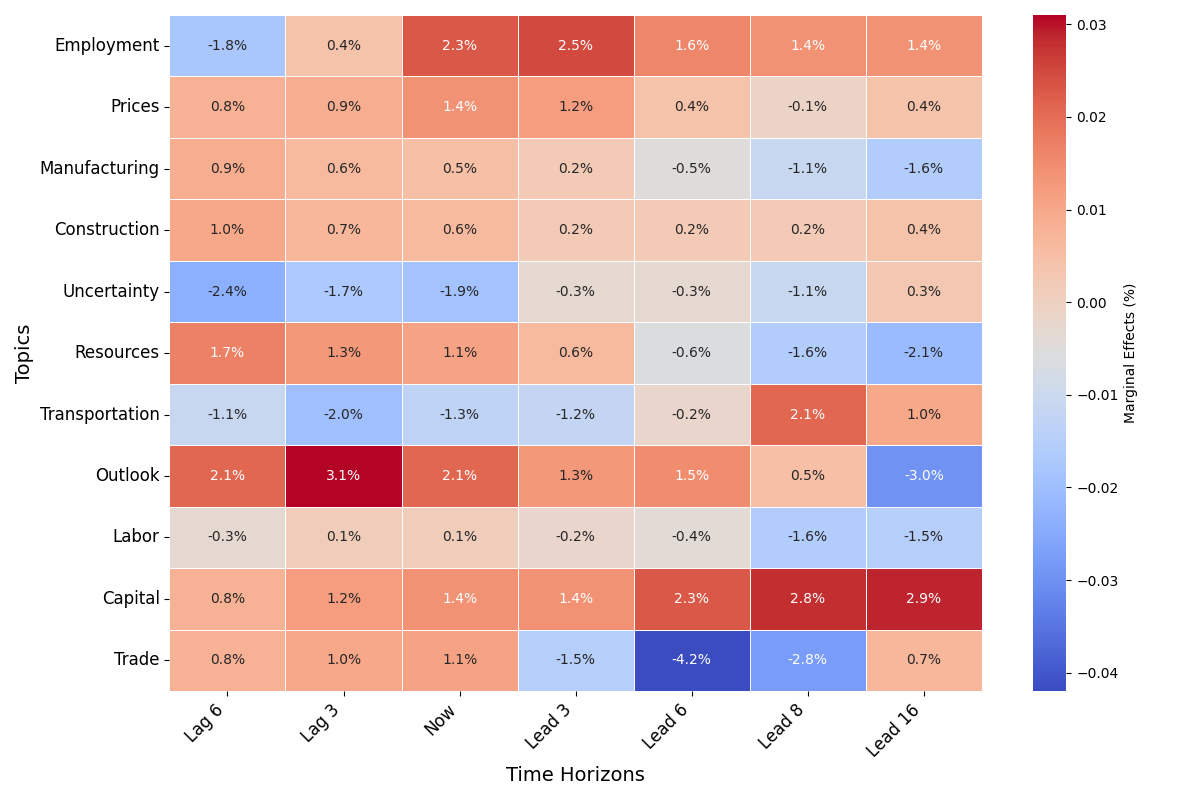 Employment -1.8% 0.4% 2.3% 2.5% 1.6% 1.4% 1.4%
Prices 0.8% 0.9% 1.4% 1.2% 0.4% -0.1% 0.4%
Manufacturing 0.9% 0.6% 0.5% 0.2% -0.5% -1.1% -1.6%
Construction 1.0% 0.7% 0.6% 0.2% 0.2% 0.2% 0.4%
Uncertainty -2.4% -1.7% -1.9% -0.3% -0.3% -1.1% 0.3%
Resources 1.7% 1.3% 1.1% 0.6% -0.6% -1.6% -2.1%
Transportation -1.1% -2.0% -1.3% -1.2% -0.2% 2.1% 1.0%
Outlook 2.1% 3.1% 2.1% 1.3% 1.5% 0.5% -3.0%
Labor -0.3% 0.1% 0.1% -0.2% -0.4% -1.6% -1.5%
Capital 0.8% 1.2% 1.4% 1.4% 2.3% 2.8% 2.9%
Trade 0.8% 1.0% 1.1% -1.5% -4.2% -2.8% 0.7%
Lag 6 Lag 3 Now Lead 3 Lead 6 Lead 8 Lead 16
Time Horizons
Topics
0.03
0.02
0.01
0.00
−0.01
−0.02
−0.03
−0.04
Marginal Effects (%)